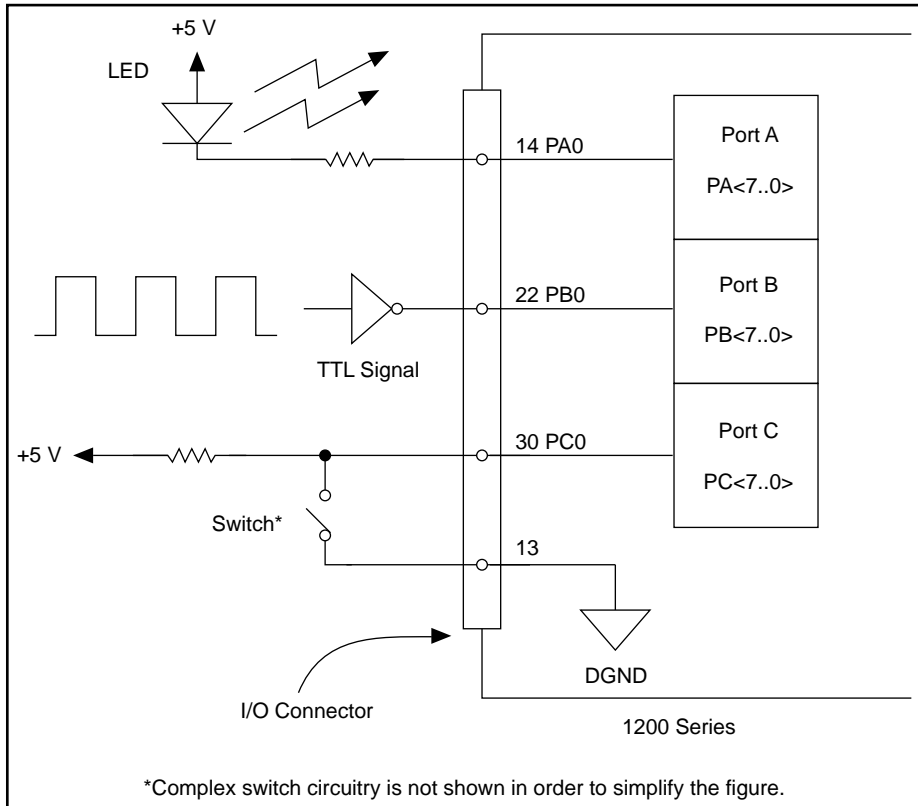 +5 V
LED
14 PA0
Port A
PA<7..0>
22 PB0
Port B
PB<7..0>
TTL Signal
30 PC0
Port C
PC<7..0>
+5 V
Switch*
13
DGND
I/O Connector
1200 Series
*Complex switch circuitry is not shown in order to simplify the figure.